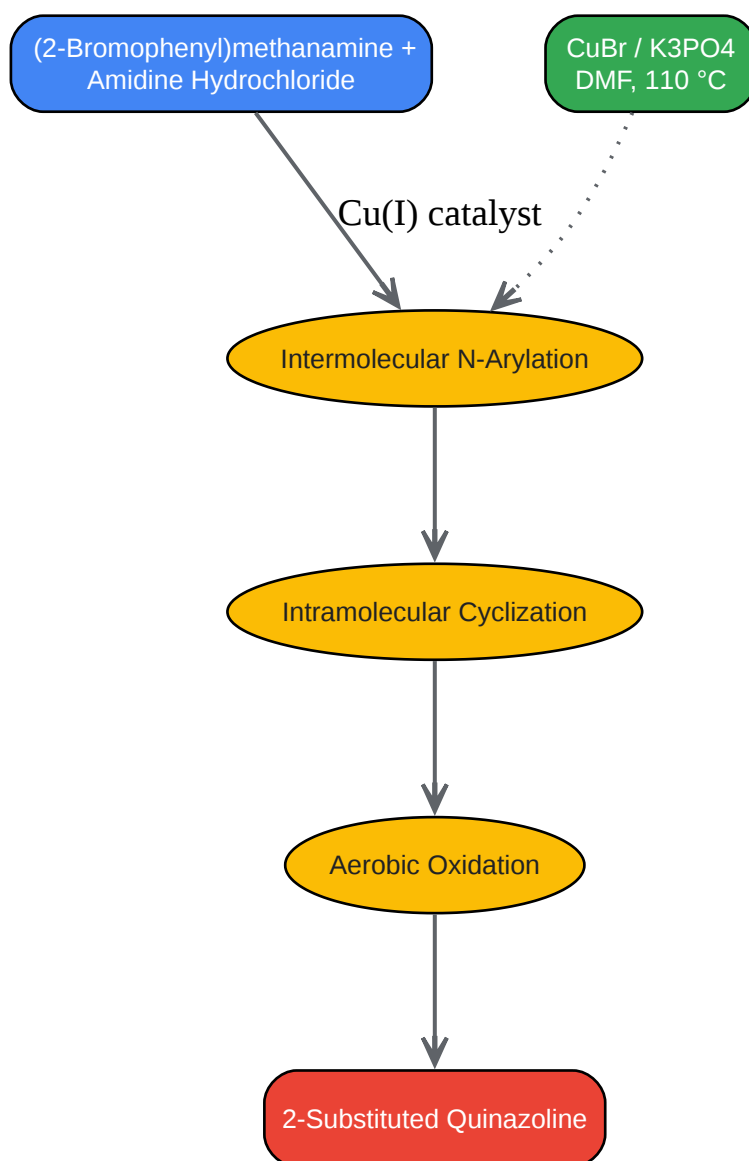 (2-Bromophenyl)methanamine +
Amidine Hydrochloride
CuBr / K3PO4
DMF, 110 °C
Cu(I) catalyst
Intermolecular N-Arylation
Intramolecular Cyclization
Aerobic Oxidation
2-Substituted Quinazoline